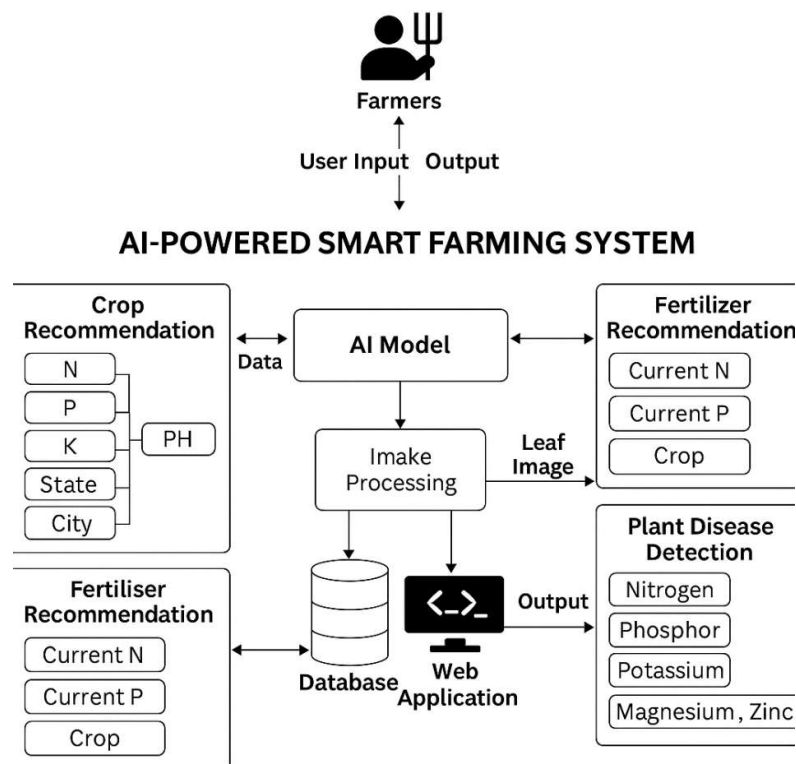 Farmers
User Input Output
AI-POWERED SMART FARMING SYSTEM
Crop
Recommendation
N
P
K
State
City
PH
Data
AI Model
Imake
Processing
Leaf
Image
Fertilizer
Recommendation
Current N
Current P
Crop
Fertiliser
Recommendation
Current N
Current P
Crop
Database
<_>_
Web
Application
Output
Plant Disease
Detection
Nitrogen
Phosphor
Potassium
Magnesium, Zinc